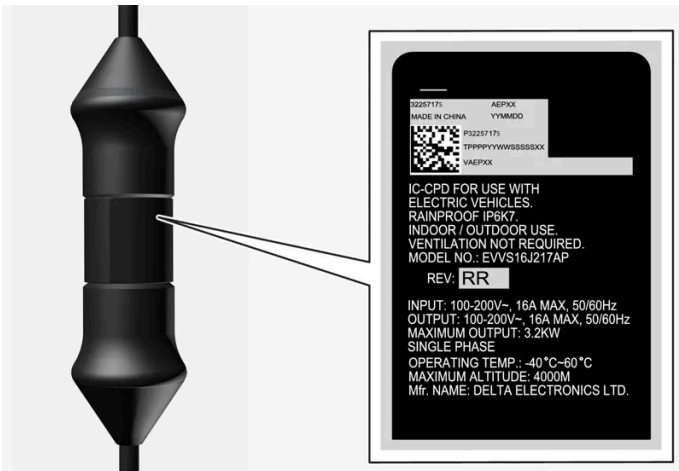 32257175 AEPXX
MADE IN CHINA YYMMDD
P32257175
TPPPPYYWWSSSSSXX
VAEPXX
IC-CPD FOR USE WITH
ELECTRIC VEHICLES.
RAINPROOF IP6K7.
INDOOR / OUTDOOR USE.
VENTILATION NOT REQUIRED.
MODEL NO.: EVVS16J217AP
REV: RR
INPUT: 100-200V~, 16A MAX, 50/60Hz
OUTPUT: 100-200V~, 16A MAX, 50/60Hz
MAXIMUM OUTPUT: 3.2KW
SINGLE PHASE
OPERATING TEMP.: -40°C~60°C
MAXIMUM ALTITUDE: 4000M
Mfr. NAME: DELTA ELECTRONICS LTD.